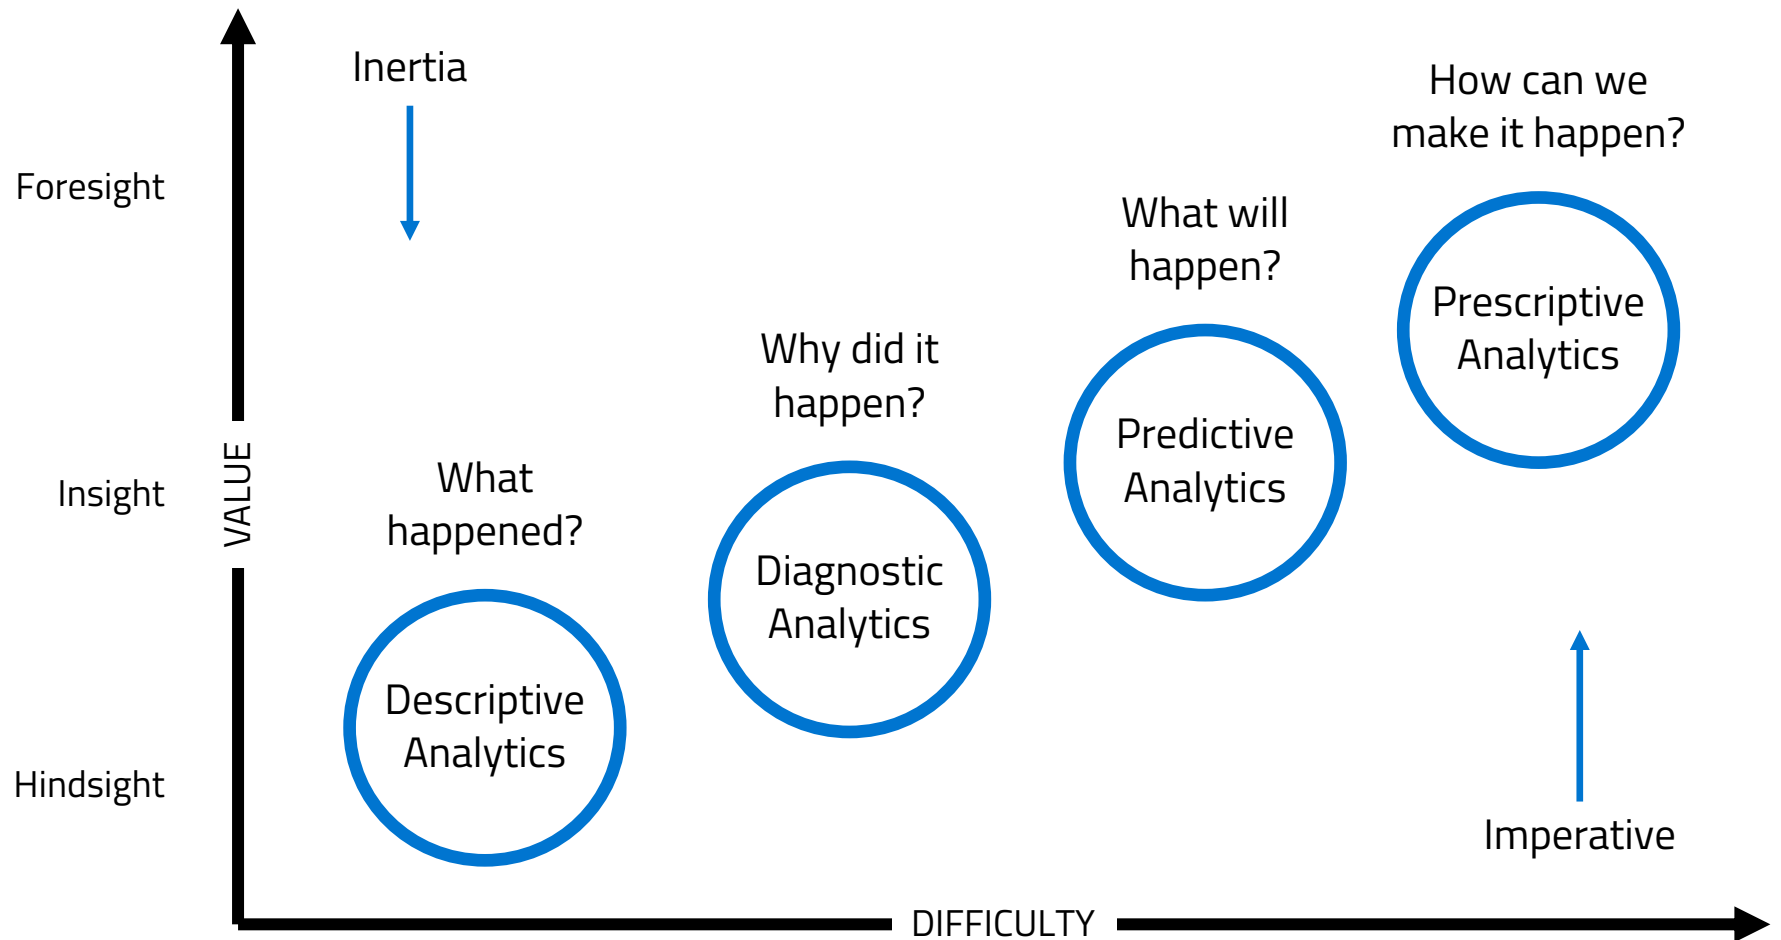 Inertia
How can we
make it happen?
Foresight
What will
happen?
Prescriptive
Analytics
Why did it
happen?
Predictive
Analytics
VALUE
Insight
What
happened?
Diagnostic
Analytics
Descriptive
Analytics
Hindsight
Imperative
DIFFICULTY